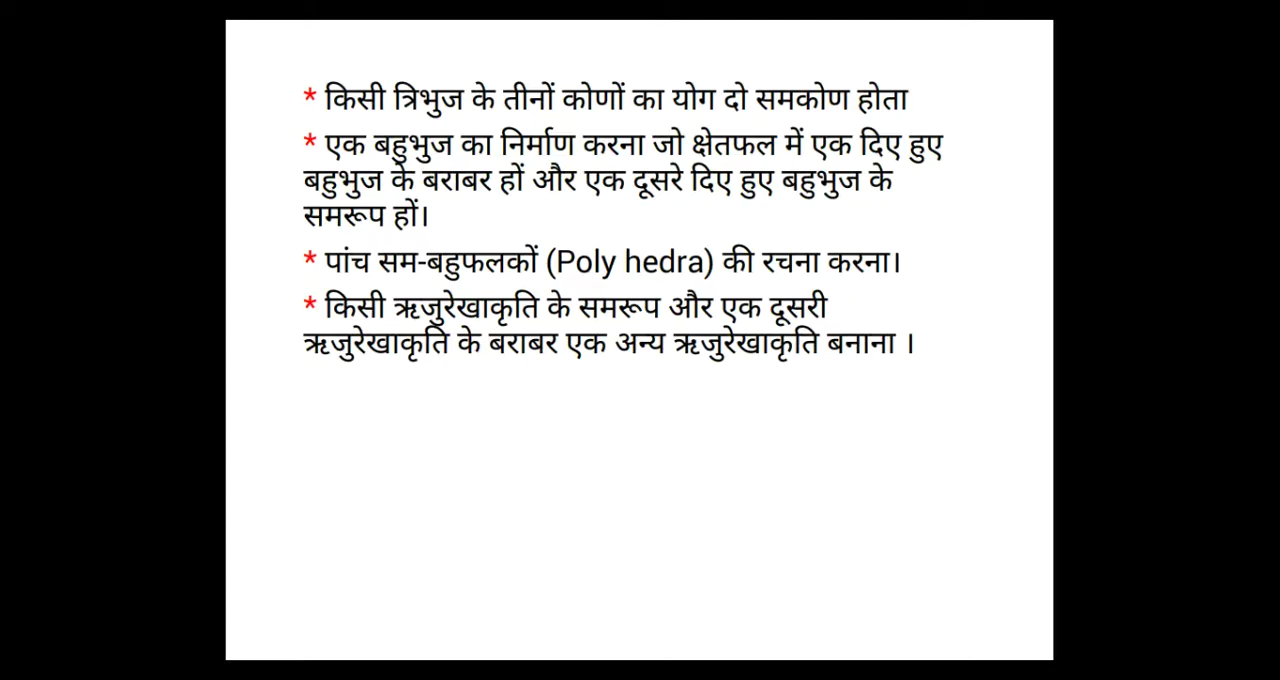 * किसी त्रिभुज के तीनों कोणों का योग दो समकोण होता
* एक बहुभुज का निर्माण करना जो क्षेतफल में एक दिए हुए
बहुभुज के बराबर हों और एक दूसरे दिए हुए बहुभुज के
समरूप हों।
* पांच सम-बहुफलकों (Poly hedra) की रचना करना।
* किसी ऋजुरेखाकृति के समरूप और एक दूसरी
ऋजुरेखाकृति के बराबर एक अन्य ऋजुरेखाकृति बनाना ।